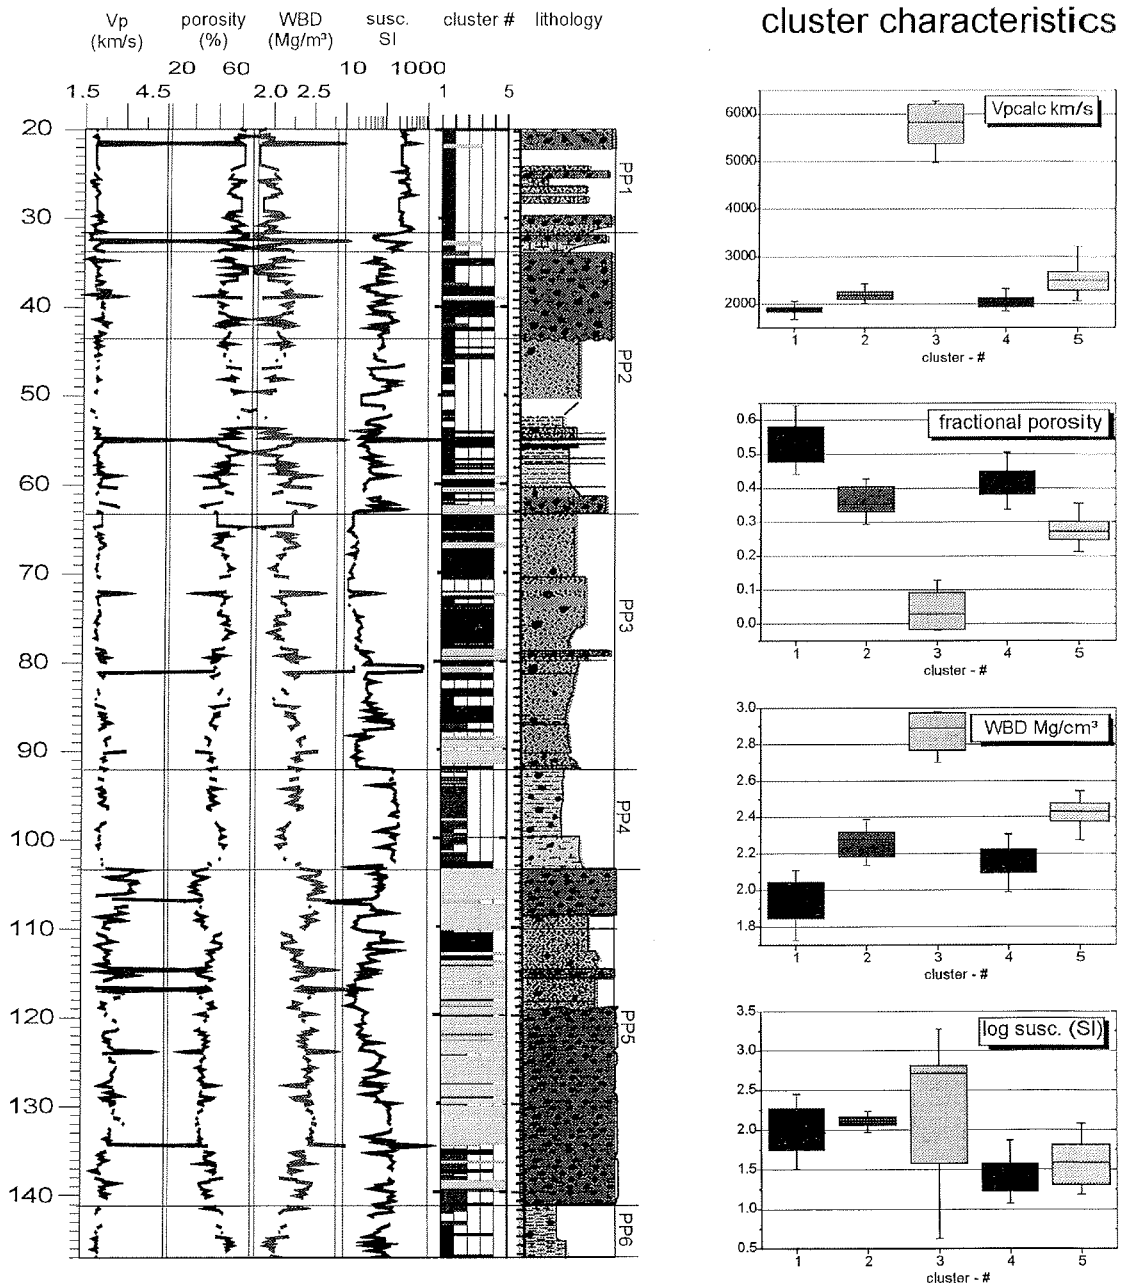 Vp porosity WBD susc. cluster # lithology
(km/s) (%) (Mg/m³) SI
20 60 10 1000
1.5 4.5 2.0 2.5 1 5
20
30
40
50
60
70
80
90
100
110
120
130
140
PP1
PP2
PP3
PP4
PP5
PP6
cluster characteristics
Vpcalc km/s
6000
5000
4000
3000
2000
1 2 3 4 5
cluster - #
fractional porosity
0.6
0.5
0.4
0.3
0.2
0.1
0.0
1 2 3 4 5
cluster - #
WBD Mg/cm³
3.0
2.8
2.6
2.4
2.2
2.0
1.8
1 2 3 4 5
cluster - #
log susc. (SI)
3.5
3.0
2.5
2.0
1.5
1.0
0.5
1 2 3 4 5
cluster - #